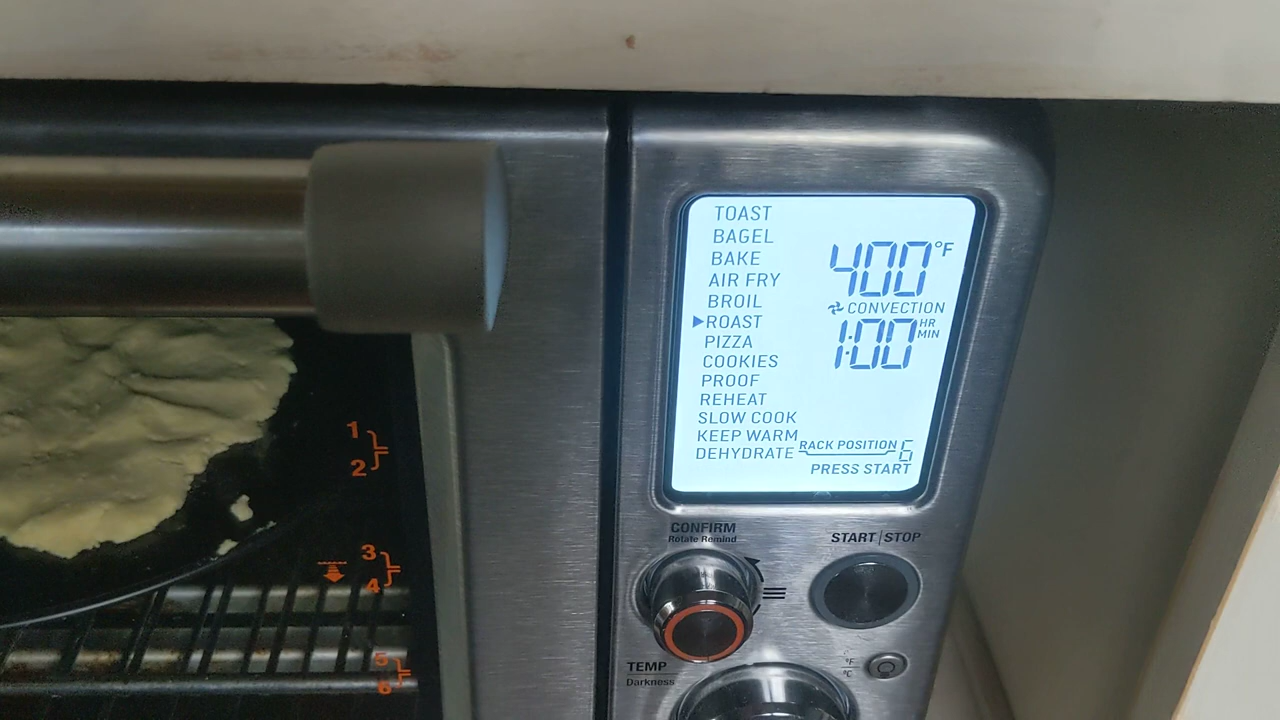 TOAST
BAGEL
BAKE
AIR FRY
BROIL
ROAST
PIZZA
COOKIES
PROOF
REHEAT
SLOW COOK
KEEP WARM
DEHYDRATE
400°F
CONVECTION
1:00 HR
MIN
RACK POSITION 6
PRESS START
CONFIRM
Rotate Remind
START|STOP
TEMP
Darkness
°F
°C
1
2
3
4
5
6